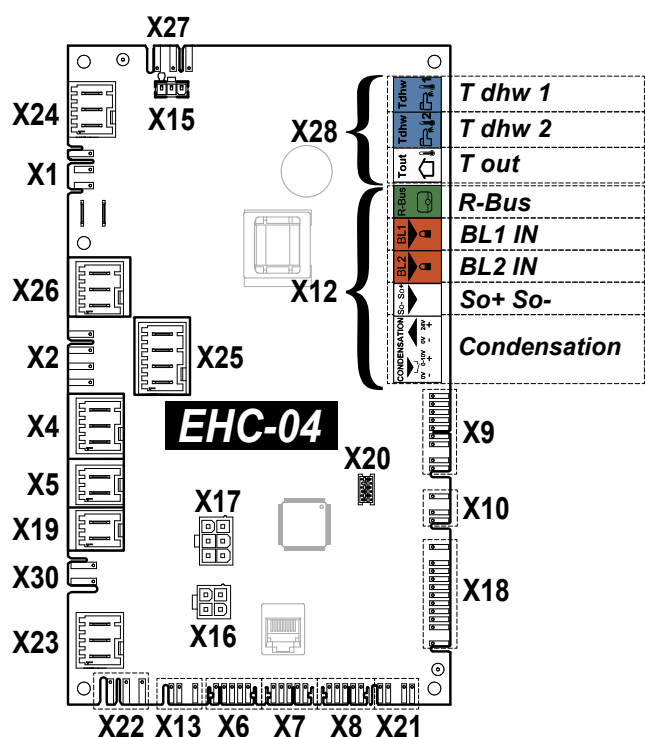 X27
X24
X15
X28
X1
Tdhw 1
T dhw 1
Tdhw 2
T dhw 2
Tout
T out
R-Bus
R-Bus
BL1
BL1 IN
BL2
BL2 IN
X26
X12
So- So+
So+ So-
X2
X25
CONDENSATION
0V 24V
- +
0V 0-10V
- +
Condensation
X4
EHC-04
X9
X20
X5
X17
X10
X19
X30
X18
X16
X23
X22 X13 X6 X7 X8 X21